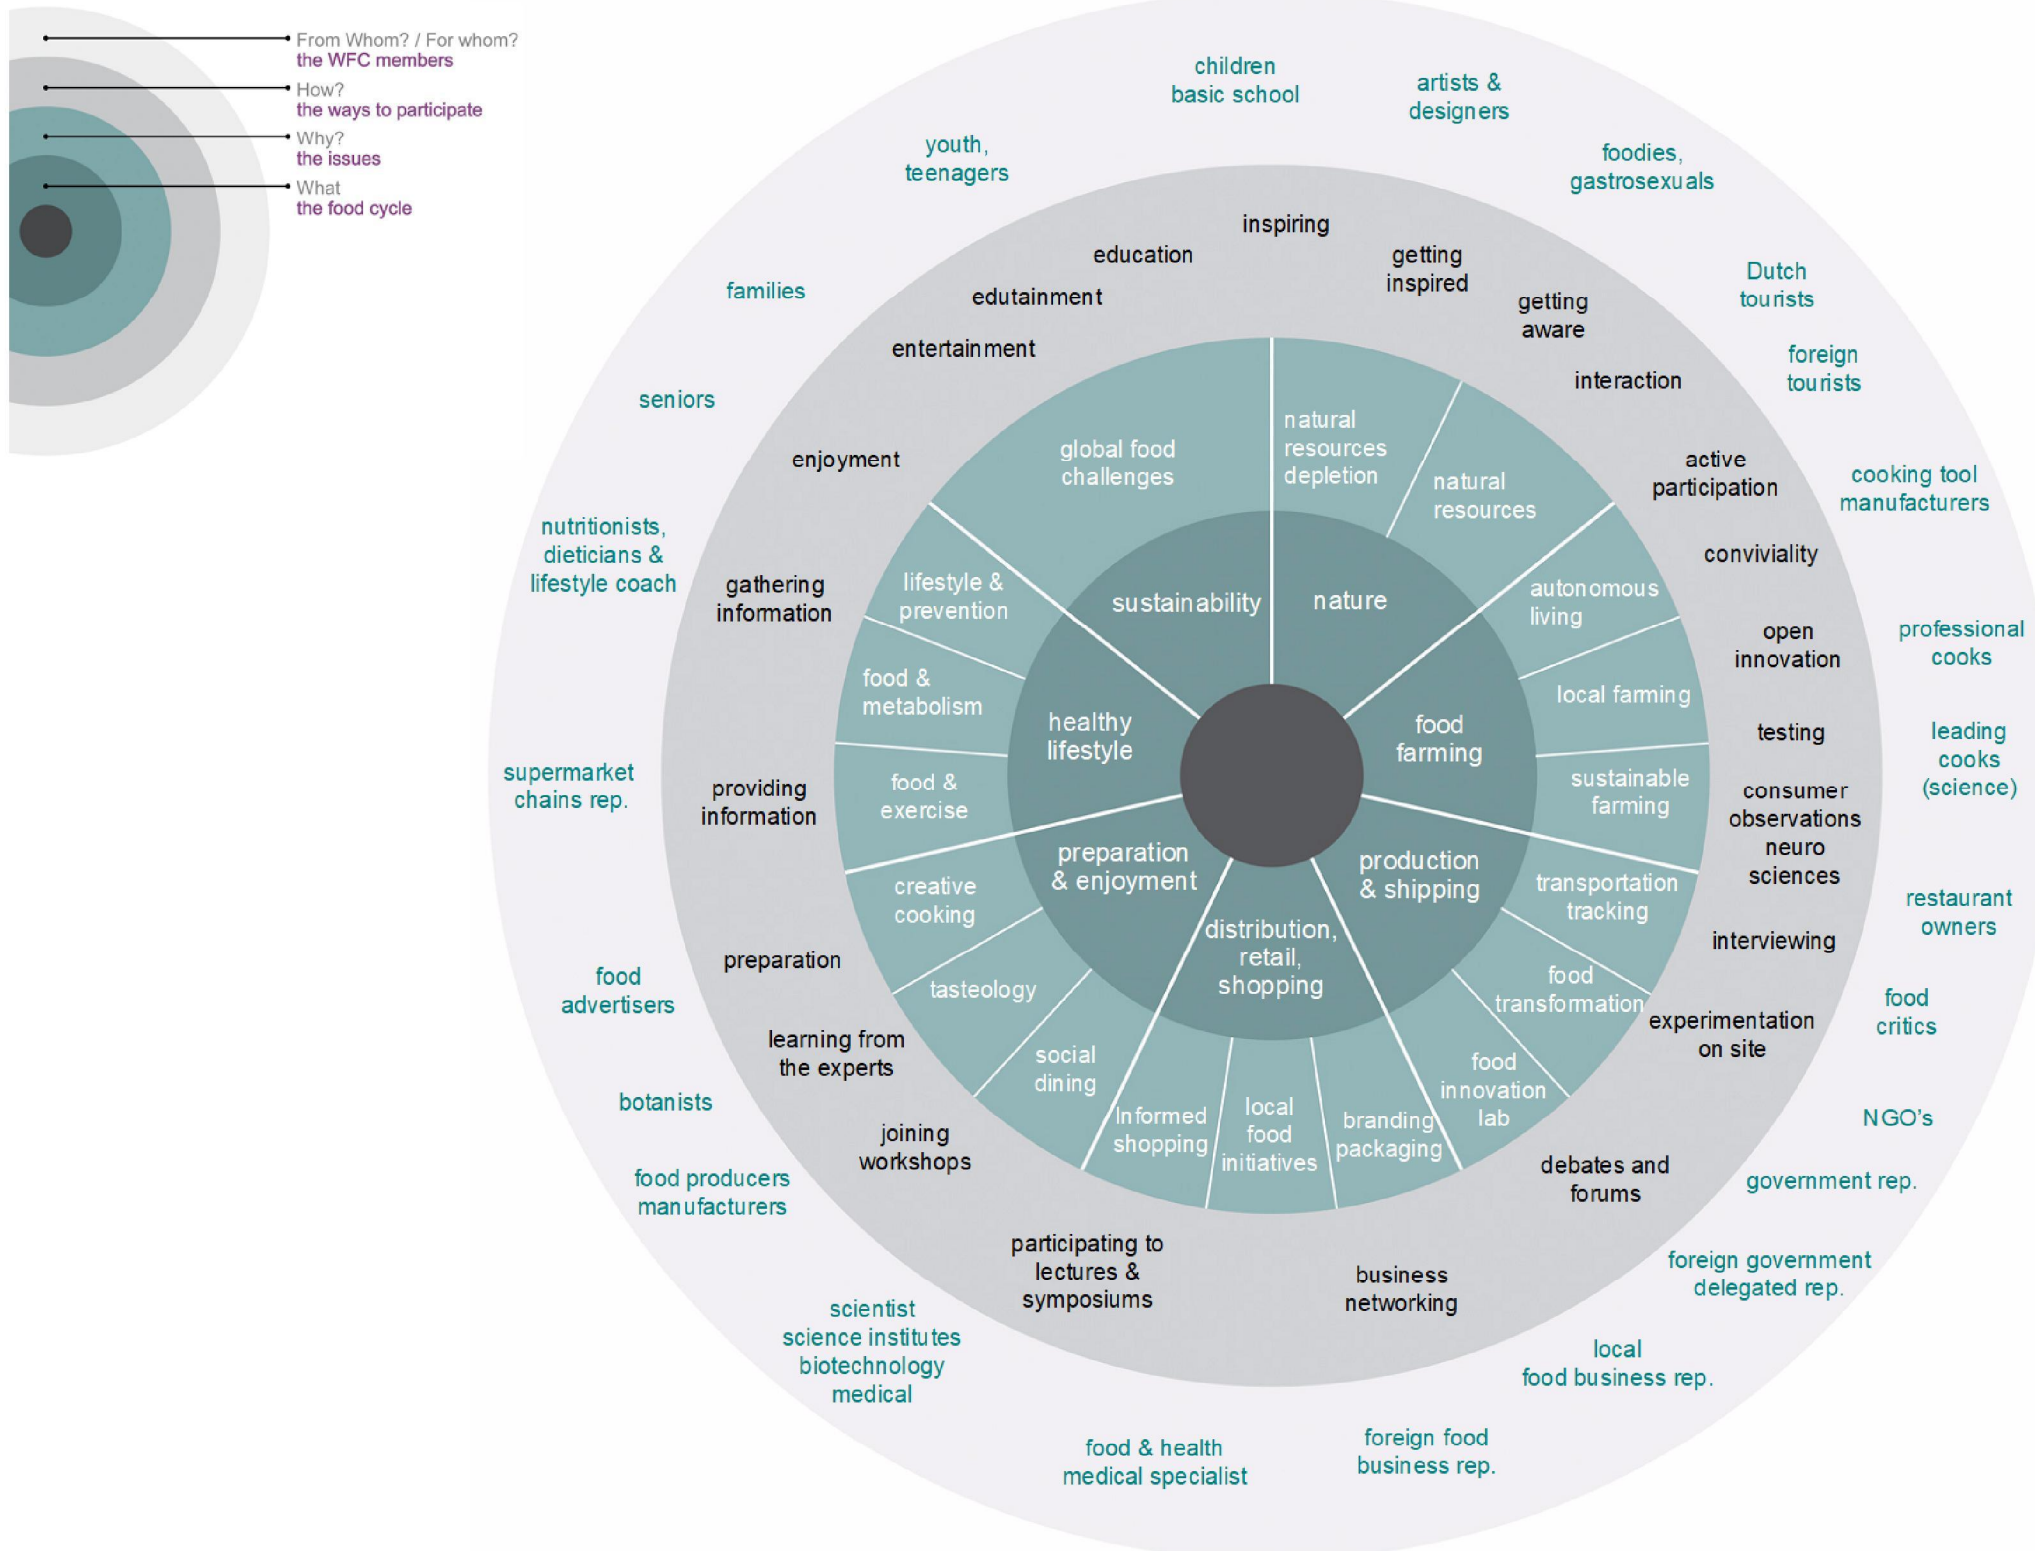 From Whom? / For whom?
the WFC members
How?
the ways to participate
Why?
the issues
What
the food cycle
children
basic school
artists &
designers
foodies,
gastrosexuals
Dutch
tourists
foreign
tourists
cooking tool
manufacturers
professional
cooks
leading
cooks
(science)
restaurant
owners
food
critics
NGO's
government rep.
foreign government
delegated rep.
local
food business rep.
foreign food
business rep.
food & health
medical specialist
scientist
science institutes
biotechnology
medical
food producers
manufacturers
botanists
food
advertisers
supermarket
chains rep.
nutritionists,
dieticians &
lifestyle coach
seniors
families
youth,
teenagers
inspiring
getting
inspired
getting
aware
interaction
active
participation
conviviality
open
innovation
testing
consumer
observations
neuro
sciences
interviewing
experimentation
on site
debates and
forums
business
networking
participating to
lectures &
symposiums
joining
workshops
learning from
the experts
preparation
providing
information
gathering
information
enjoyment
entertainment
edutainment
education
natural
resources
depletion
natural
resources
autonomous
living
local farming
sustainable
farming
transportation
tracking
food
transformation
food
innovation
lab
branding
packaging
local
food
initiatives
Informed
shopping
social
dining
tasteology
creative
cooking
food &
exercise
food &
metabolism
lifestyle &
prevention
global food
challenges
nature
food
farming
production
& shipping
distribution,
retail,
shopping
preparation
& enjoyment
healthy
lifestyle
sustainability